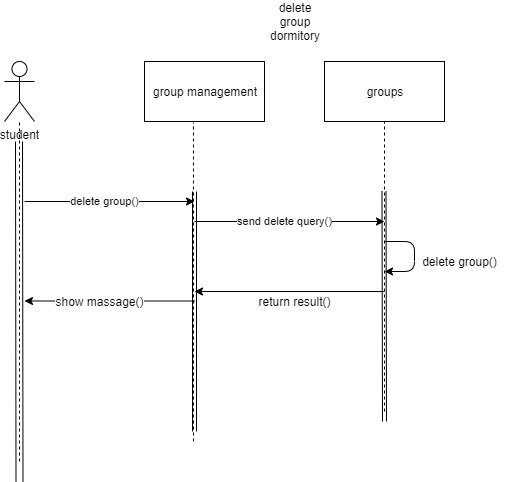 delete
group
dormitory
group management
groups
student
delete group()
send delete query()
delete group()
return result()
show massage()